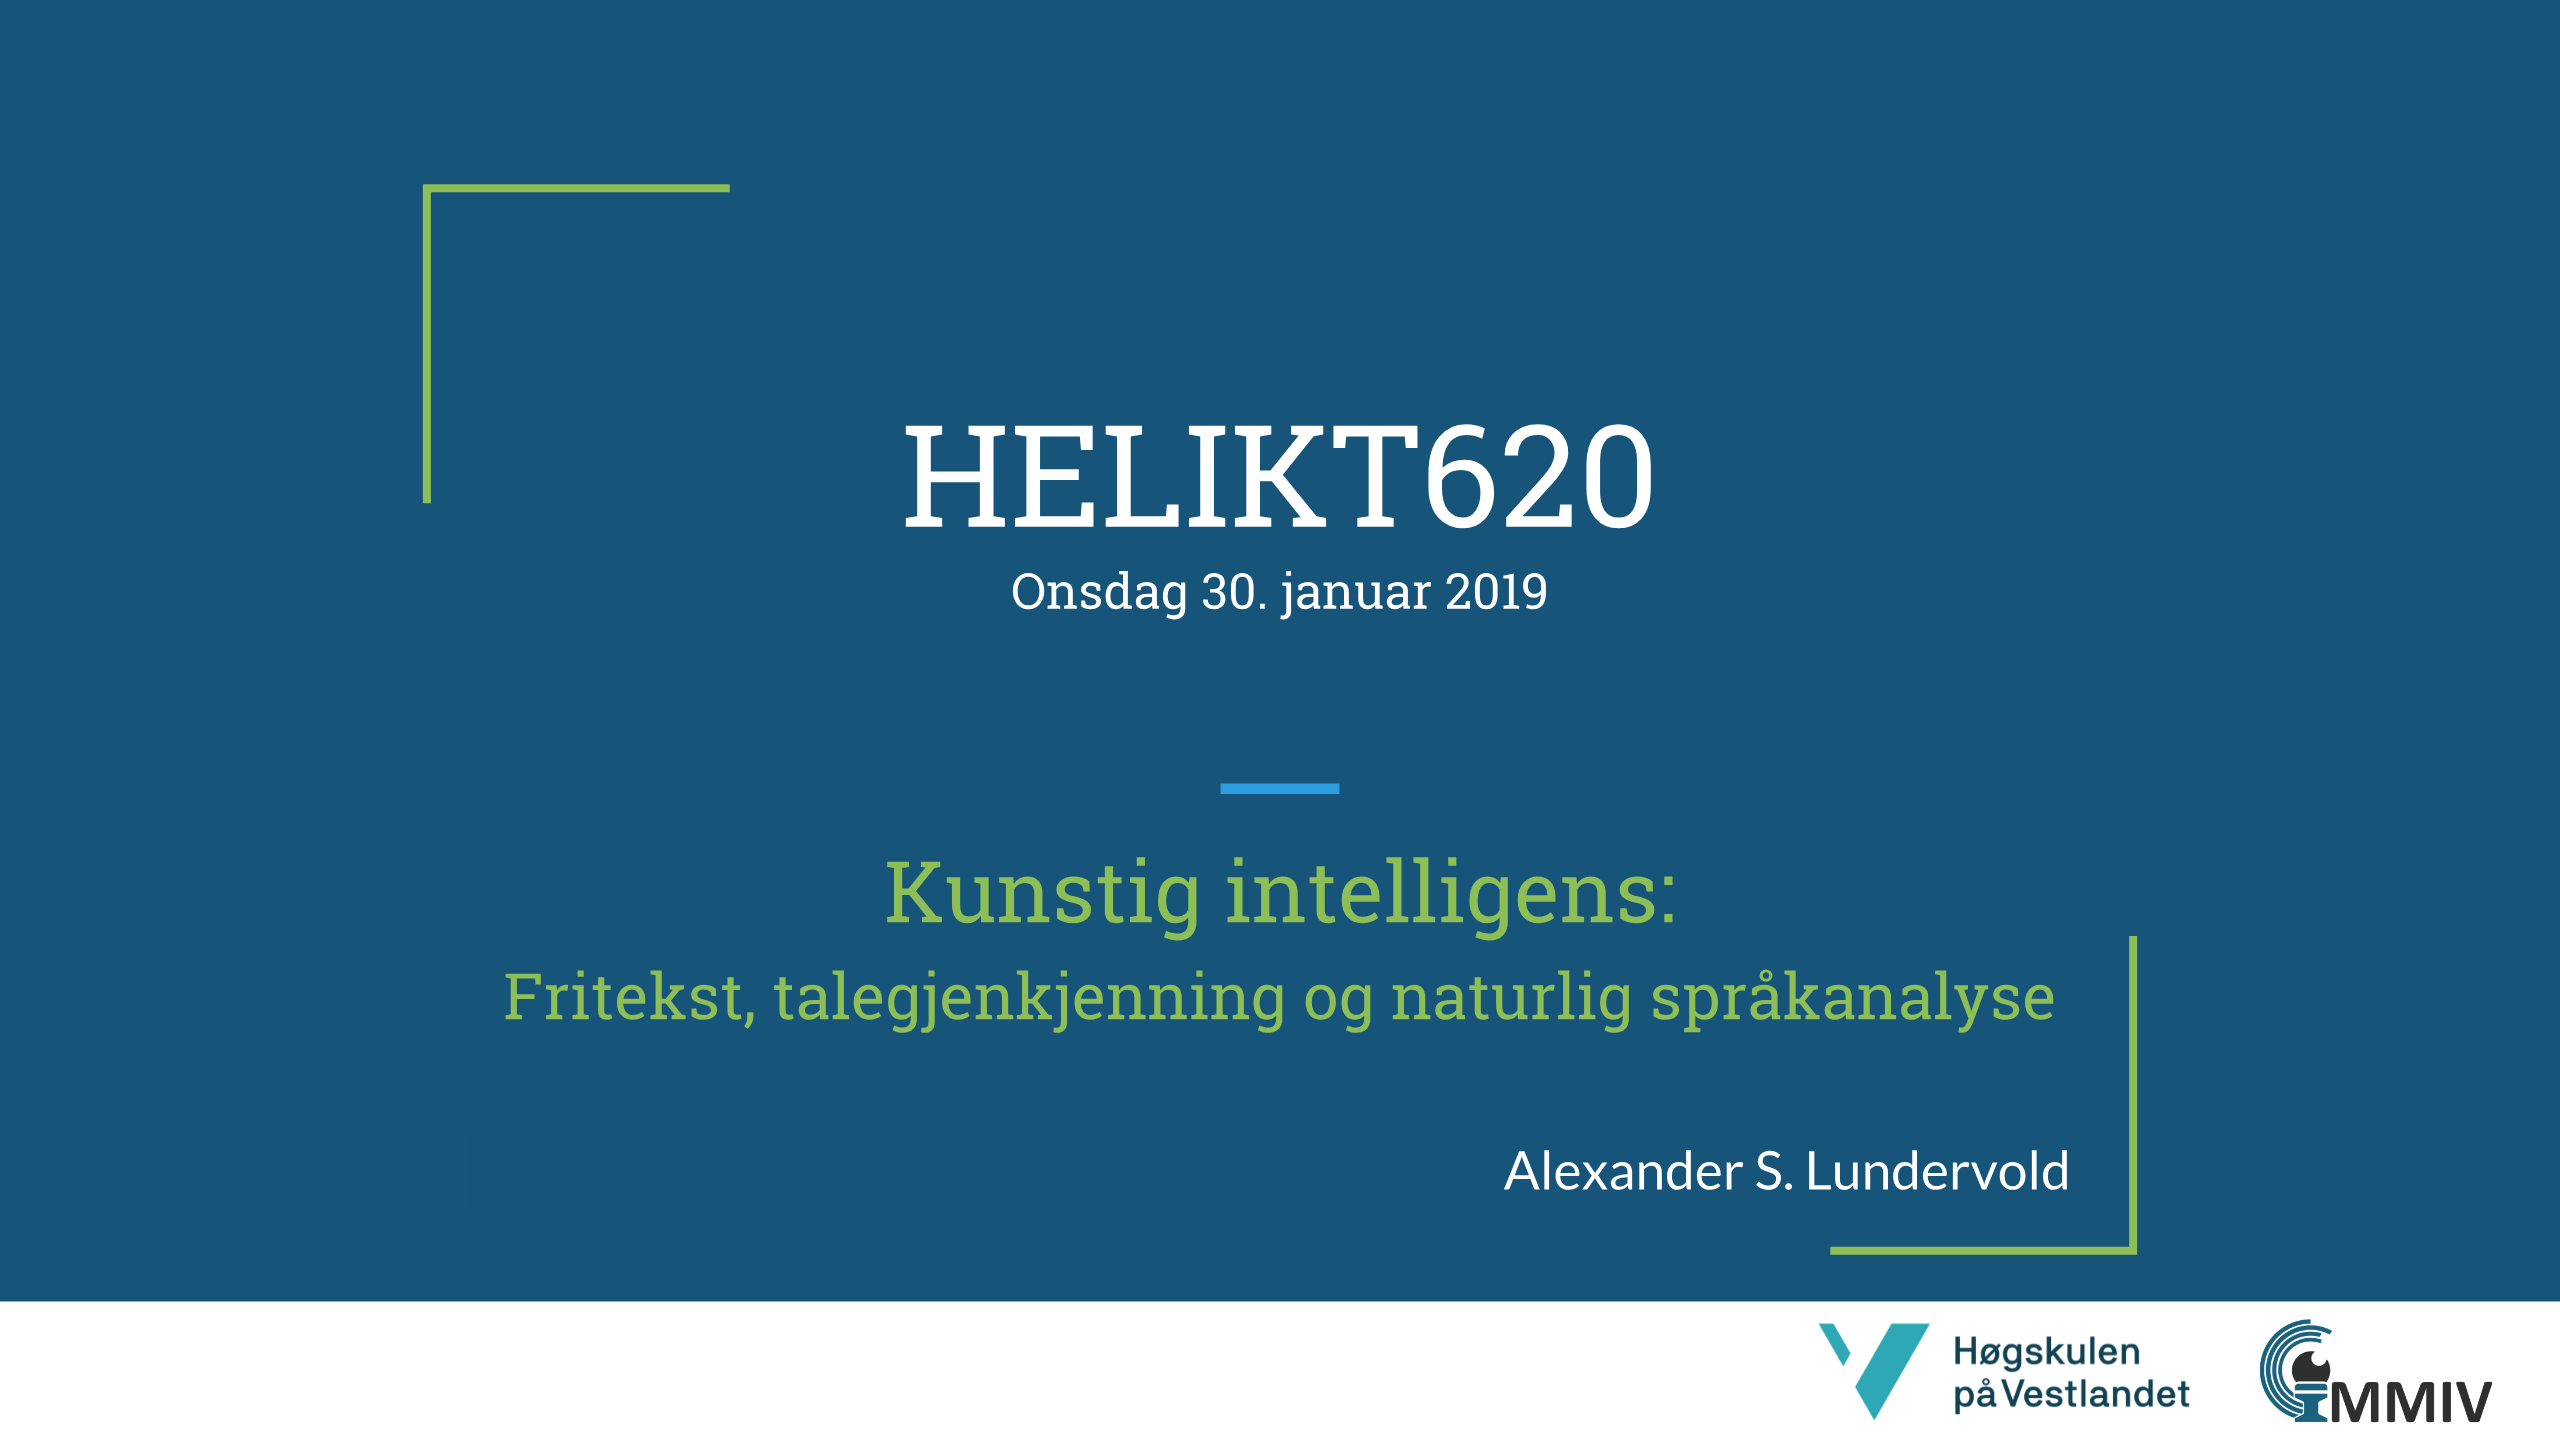 HELIKT620
Onsdag 30. januar 2019
Kunstig intelligens:
Fritekst, talegjenkjenning og naturlig språkanalyse
Alexander S. Lundervold
Høgskulen
på Vestlandet
MMIV